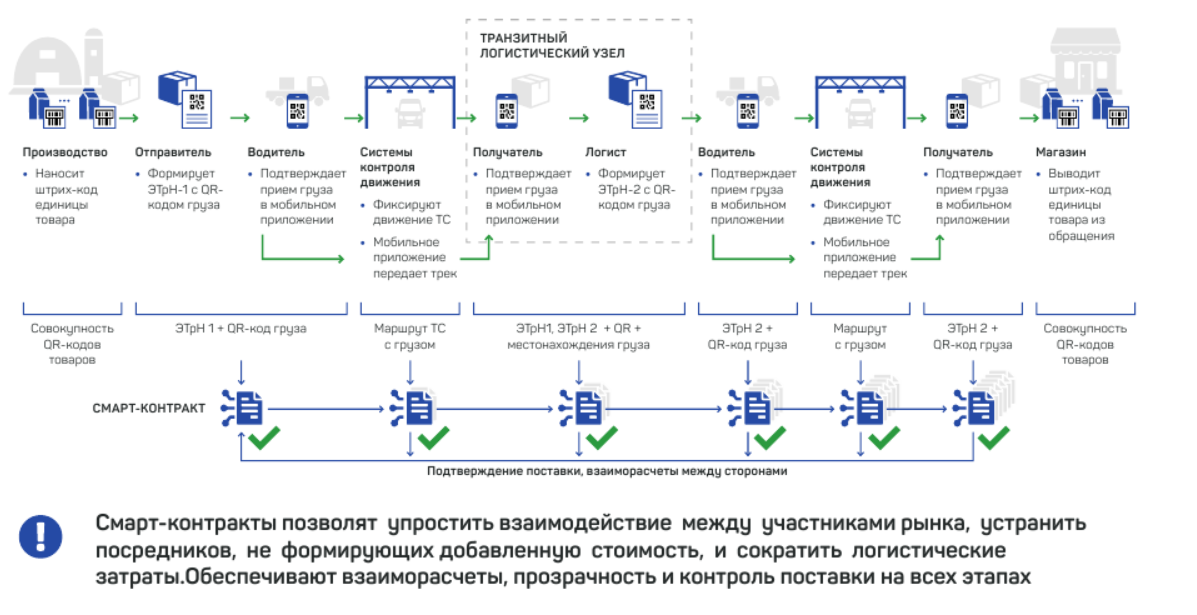 ТРАНЗИТНЫЙ
ЛОГИСТИЧЕСКИЙ УЗЕЛ
Производство
• Наносит
штрих-код
единицы
товара
Отправитель
• Формирует
ЭТрН-1 с QR-
кодом груза
Водитель
• Подтверждает
прием груза
в мобильном
приложении
Системы
контроля
движения
• Фиксируют
движение ТС
• Мобильное
приложение
передает трек
Получатель
• Подтверждает
прием груза
в мобильном
приложении
Логист
• Формирует
ЭТрН-2 с QR-
кодом груза
Водитель
• Подтверждает
прием груза
в мобильном
приложении
Системы
контроля
движения
• Фиксируют
движение ТС
• Мобильное
приложение
передает трек
Получатель
• Подтверждает
прием груза
в мобильном
приложении
Магазин
• Выводит
штрих-код
единицы
товара из
обращения
Совокупность
QR-кодов
товаров
ЭТрН 1 + QR-код груза
Маршрут ТС
с грузом
ЭТрН1, ЭТрН 2 + QR +
местонахождения груза
ЭТрН 2 +
QR-код груза
Маршрут
с грузом
ЭТрН 2 +
QR-код груза
Совокупность
QR-кодов
товаров
СМАРТ-КОНТРАКТ
Подтверждение поставки, взаиморасчеты между сторонами
Смарт-контракты позволят упростить взаимодействие между участниками рынка, устранить
посредников, не формирующих добавленную стоимость, и сократить логистические
затраты.Обеспечивают взаиморасчеты, прозрачность и контроль поставки на всех этапах